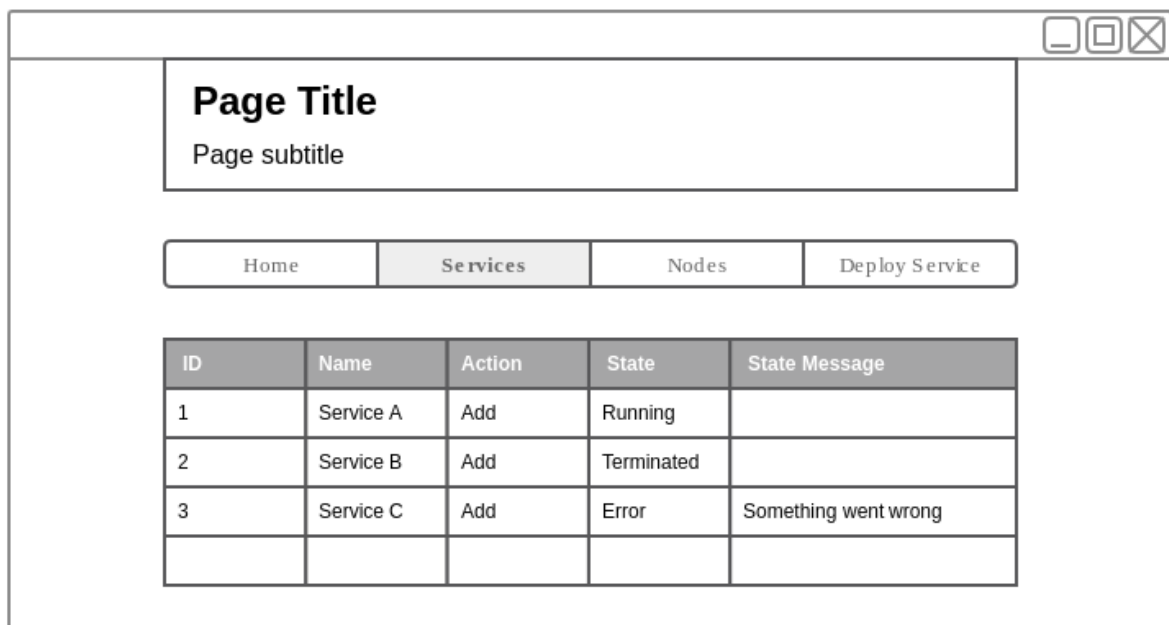 Page Title
Page subtitle
Home Services Nodes Deploy Service
ID Name Action State State Message
1 Service A Add Running
2 Service B Add Terminated
3 Service C Add Error Something went wrong